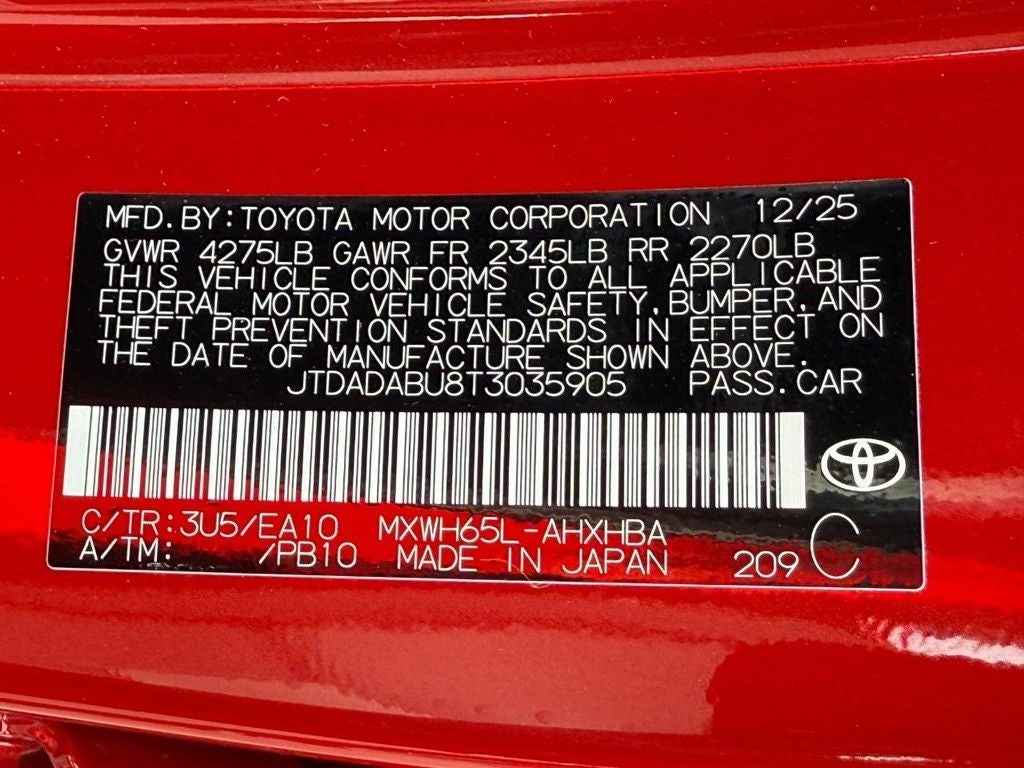 MFD.BY:TOYOTA MOTOR CORPORATION 12/25
GVWR 4275LB GAWR FR 2345LB RR 2270LB
THIS VEHICLE CONFORMS TO ALL APPLICABLE
FEDERAL MOTOR VEHICLE SAFETY,BUMPER,AND
THEFT PREVENTION STANDARDS IN EFFECT ON
THE DATE OF MANUFACTURE SHOWN ABOVE.
JTDADABU8T3035905 PASS.CAR
C/TR:3U5/EA10 MXWH65L-AHXHBA
A/TM: /PB10 MADE IN JAPAN 209 C